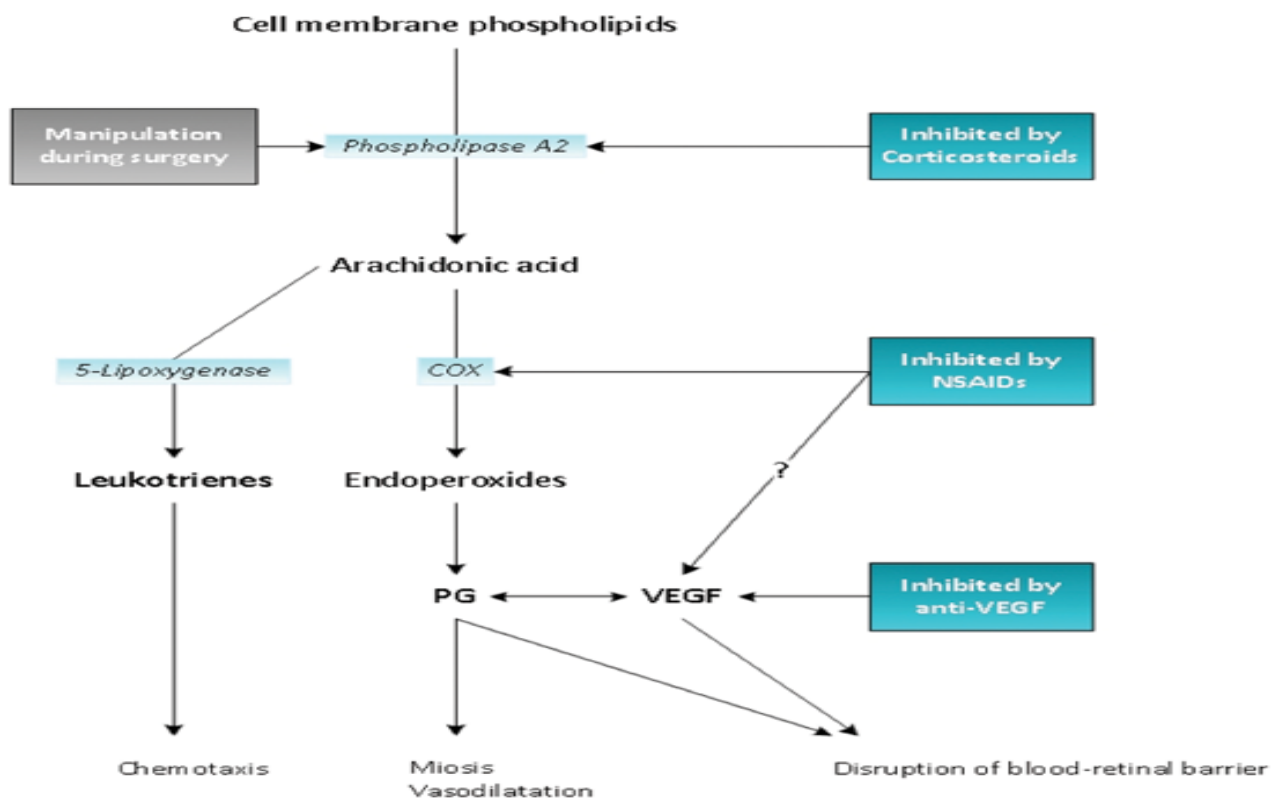 Cell membrane phospholipids
Manipulation
during surgery
Phospholipase A2
Inhibited by
Corticosteroids
Arachidonic acid
5-Lipoxygenase
COX
Inhibited by
NSAIDs
?
Leukotrienes
Endoperoxides
PG
VEGF
Inhibited by
anti-VEGF
Chemotaxis
Miosis
Vasodilatation
Disruption of blood-retinal barrier